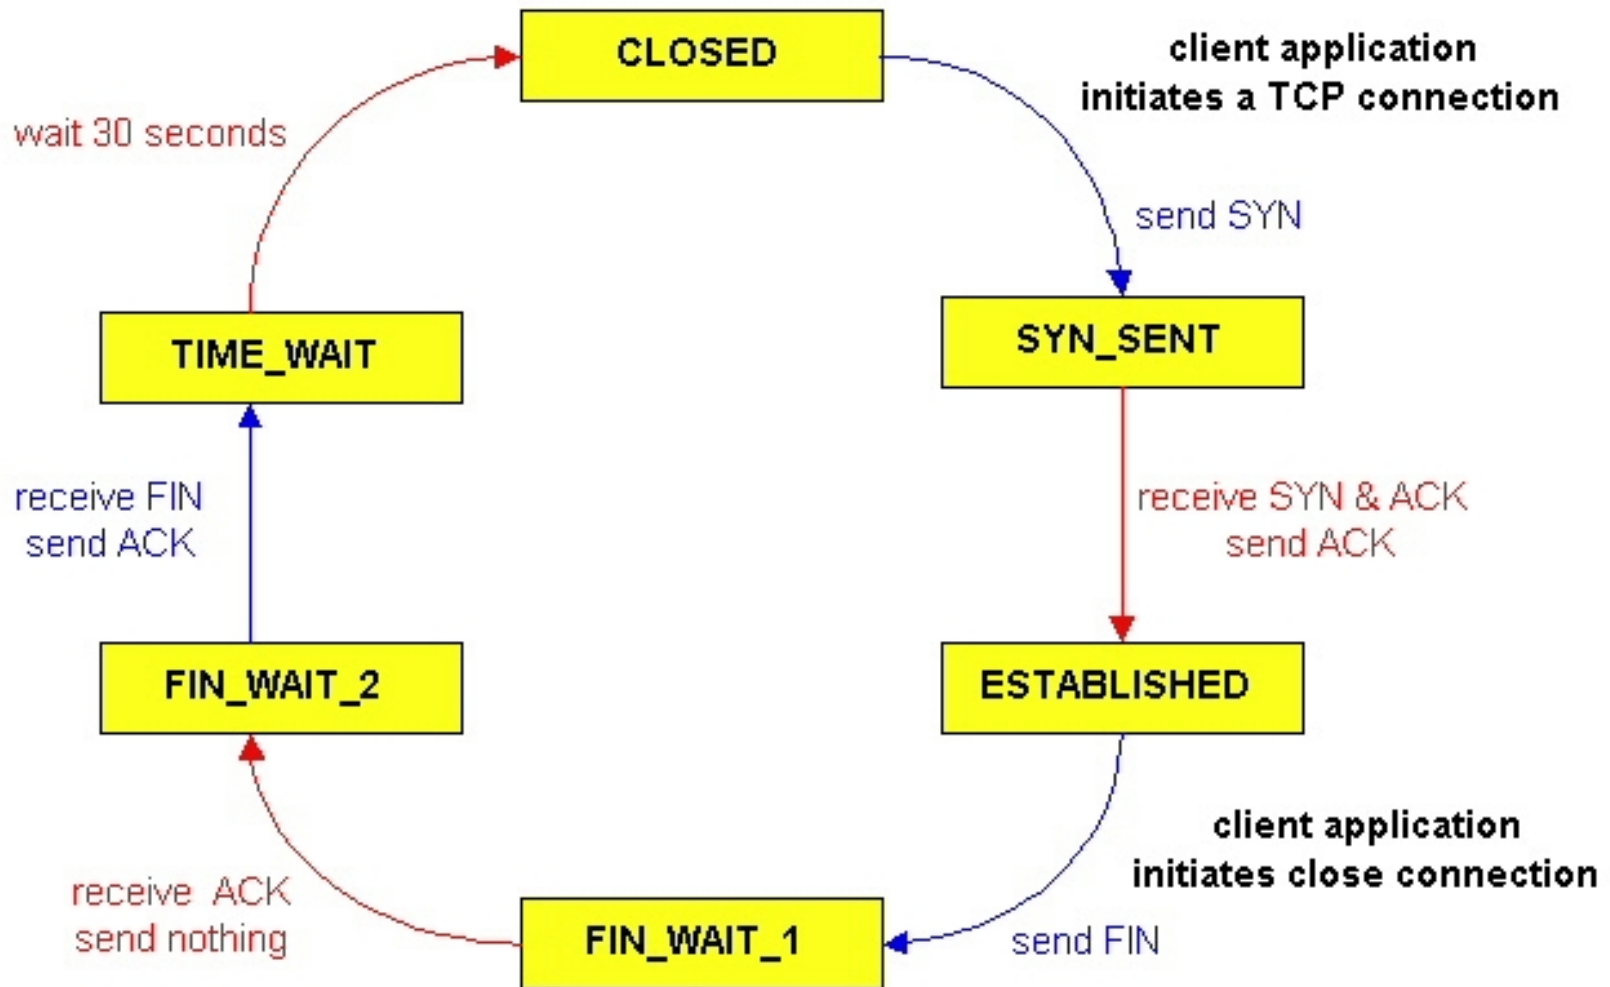 CLOSED
client application
initiates a TCP connection
wait 30 seconds
send SYN
SYN_SENT
TIME_WAIT
receive SYN & ACK
send ACK
receive FIN
send ACK
ESTABLISHED
FIN_WAIT_2
client application
initiates close connection
receive ACK
send nothing
FIN_WAIT_1
send FIN